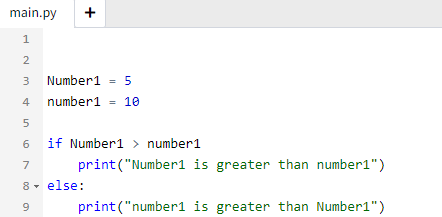 main.py +
1
2
3 Number1 = 5
4 number1 = 10
5
6 if Number1 > number1
7     print("Number1 is greater than number1")
8 else:
9     print("number1 is greater than Number1")